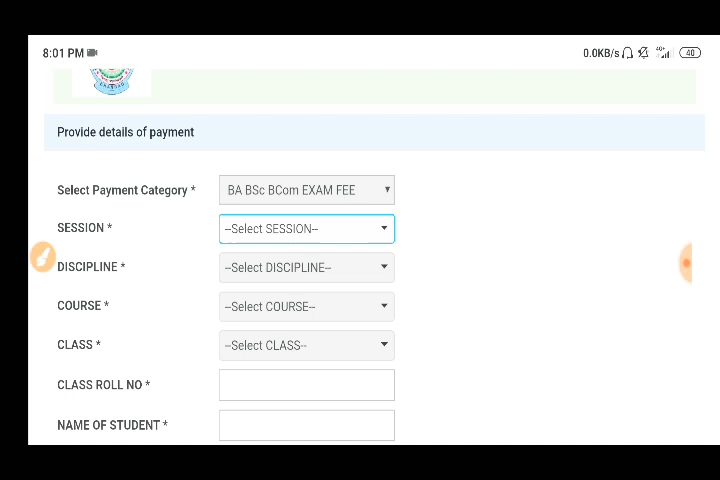 8:01 PM
0.0KB/s 4G+ 40
Provide details of payment
Select Payment Category * BA BSc BCom EXAM FEE
SESSION * --Select SESSION--
DISCIPLINE * --Select DISCIPLINE--
COURSE * --Select COURSE--
CLASS * --Select CLASS--
CLASS ROLL NO *
NAME OF STUDENT *